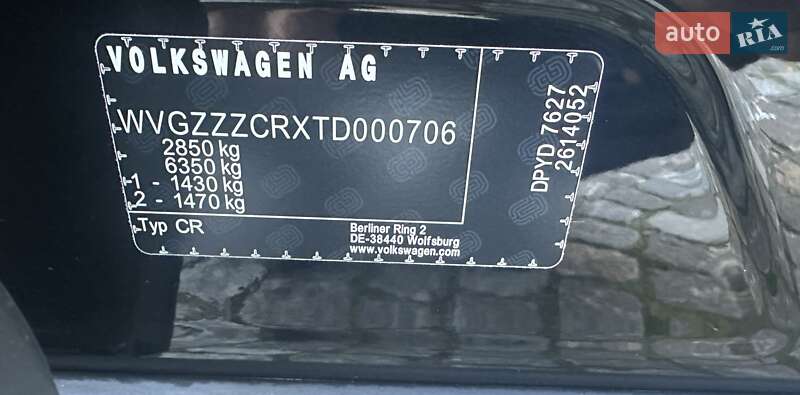 auto RIA
.com
VOLKSWAGEN AG
WVGZZZCRXTD000706
2850 kg
6350 kg
1 - 1430 kg
2 - 1470 kg
Typ CR
Berliner Ring 2
DE-38440 Wolfsburg
www.volkswagen.com
DPYD 7627
2614052